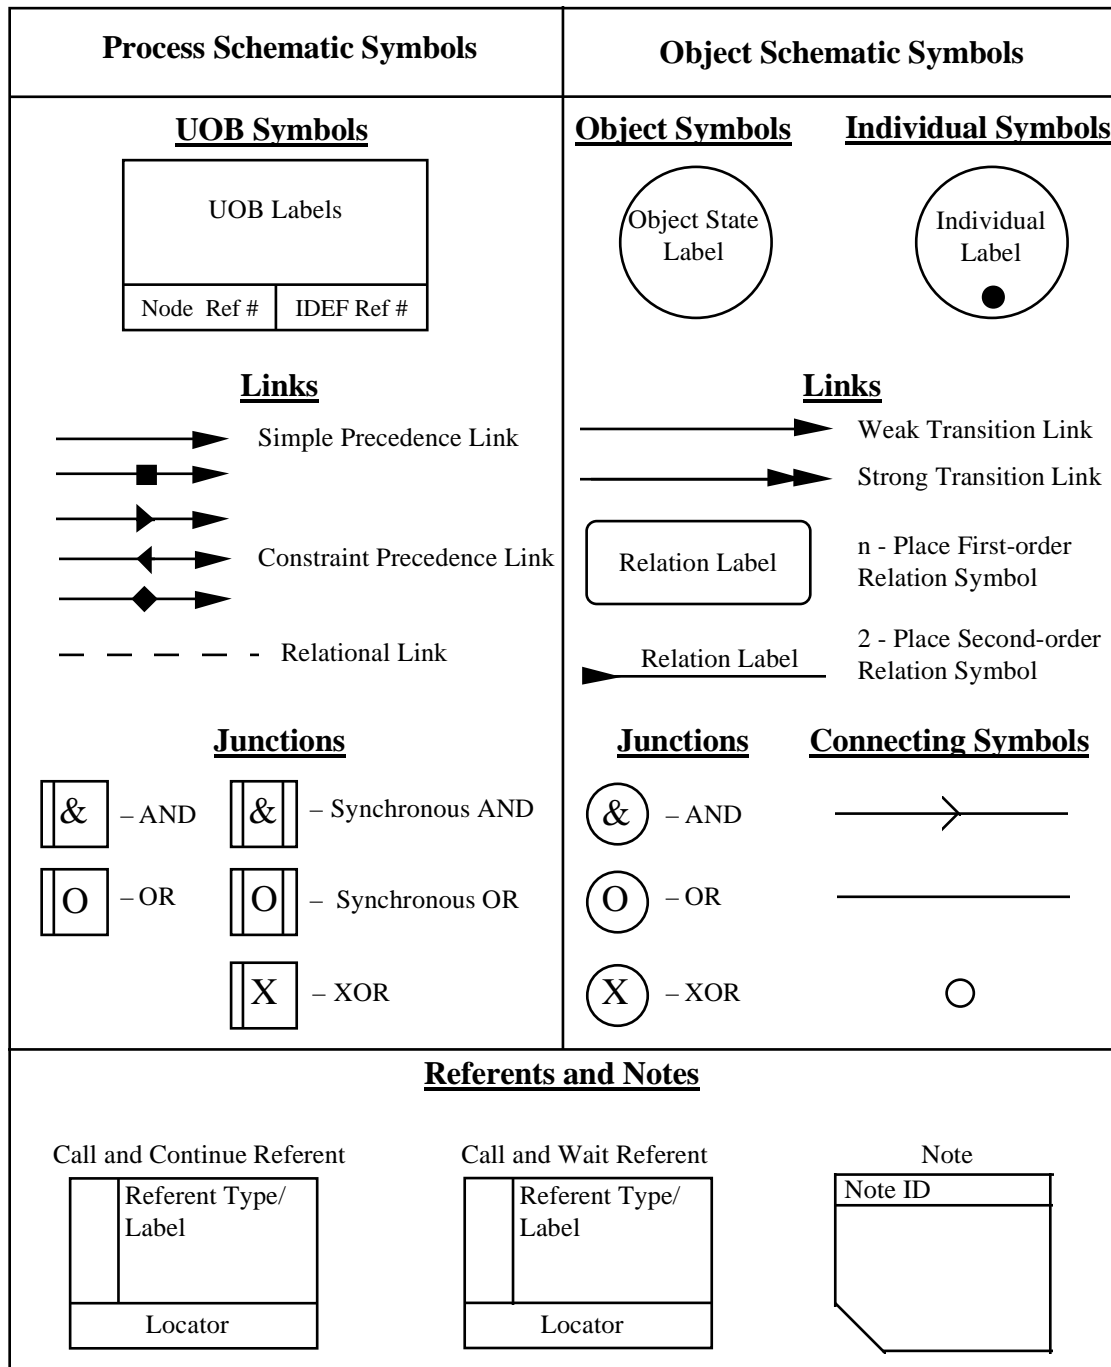 Process Schematic Symbols
Object Schematic Symbols
UOB Symbols
UOB Labels
Node Ref #
IDEF Ref #
Links
Simple Precedence Link
Constraint Precedence Link
Relational Link
Junctions
& – AND
& – Synchronous AND
O – OR
O – Synchronous OR
X – XOR
Object Symbols
Individual Symbols
Object State
Label
Individual
Label
Links
Weak Transition Link
Strong Transition Link
Relation Label
n - Place First-order
Relation Symbol
Relation Label
2 - Place Second-order
Relation Symbol
Junctions
Connecting Symbols
& – AND
O – OR
X – XOR
Referents and Notes
Call and Continue Referent
Referent Type/
Label
Locator
Call and Wait Referent
Referent Type/
Label
Locator
Note
Note ID